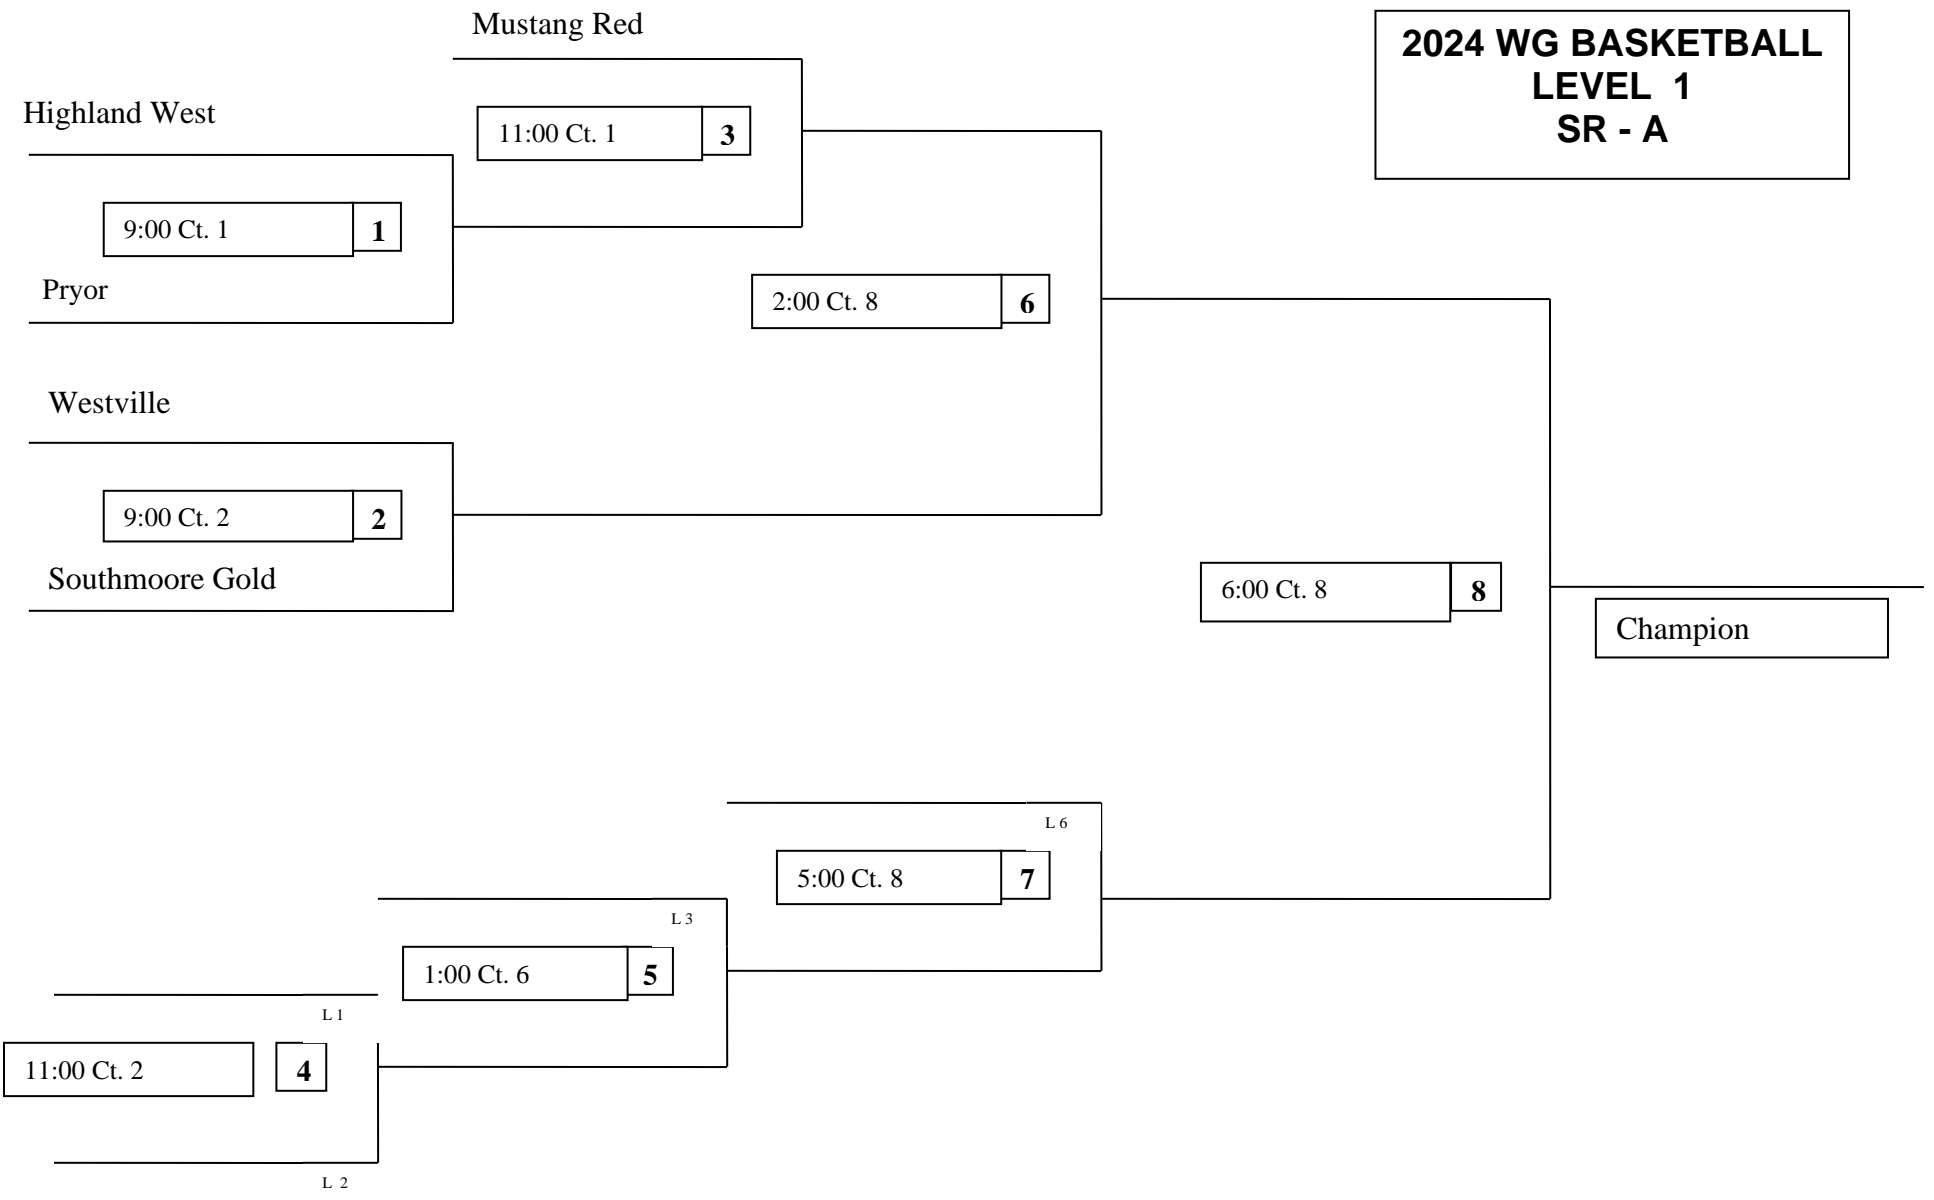 Mustang Red
2024 WG BASKETBALL
LEVEL 1
SR - A
Highland West
11:00 Ct. 1 3
9:00 Ct. 1 1
Pryor
2:00 Ct. 8 6
Westville
9:00 Ct. 2 2
Southmoore Gold
6:00 Ct. 8 8
Champion
L 6
5:00 Ct. 8 7
L 3
1:00 Ct. 6 5
L 1
11:00 Ct. 2 4
L 2